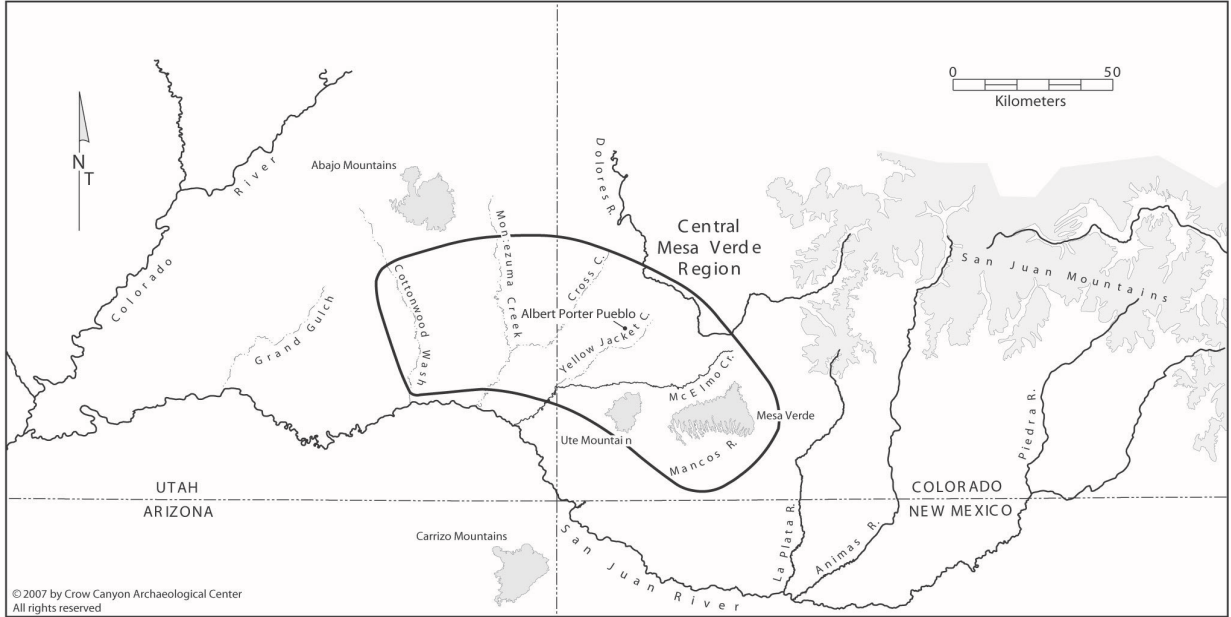 0 50
Kilometers
N
T
Abajo Mountains
Colorado River
Dolores R.
Central
Mesa Verde
Region
San Juan Mountains
Montezuma Creek
Cross C.
Cottonwood Wash
Grand Gulch
Albert Porter Pueblo
Yellow Jacket C.
McElmo Cr.
Mesa Verde
Ute Mountain
Mancos R.
Piedra R.
UTAH
ARIZONA
COLORADO
NEW MEXICO
La Plata R.
Animas R.
Carrizo Mountains
San Juan River
© 2007 by Crow Canyon Archaeological Center
All rights reserved